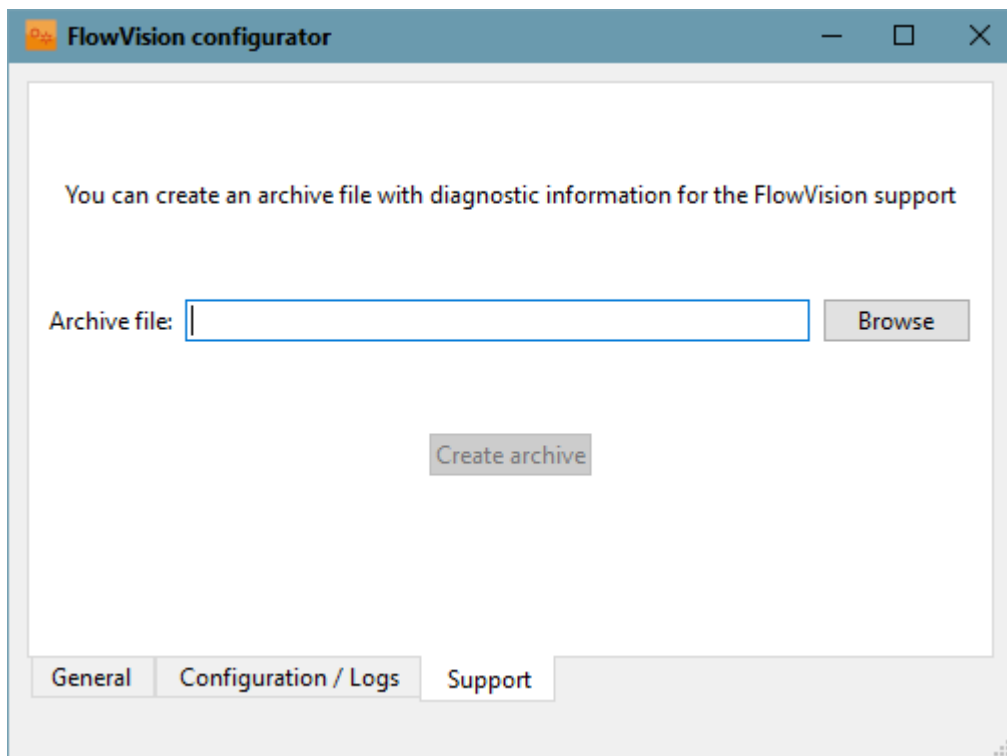 FlowVision configurator
You can create an archive file with diagnostic information for the FlowVision support
Archive file:
Browse
Create archive
General
Configuration / Logs
Support